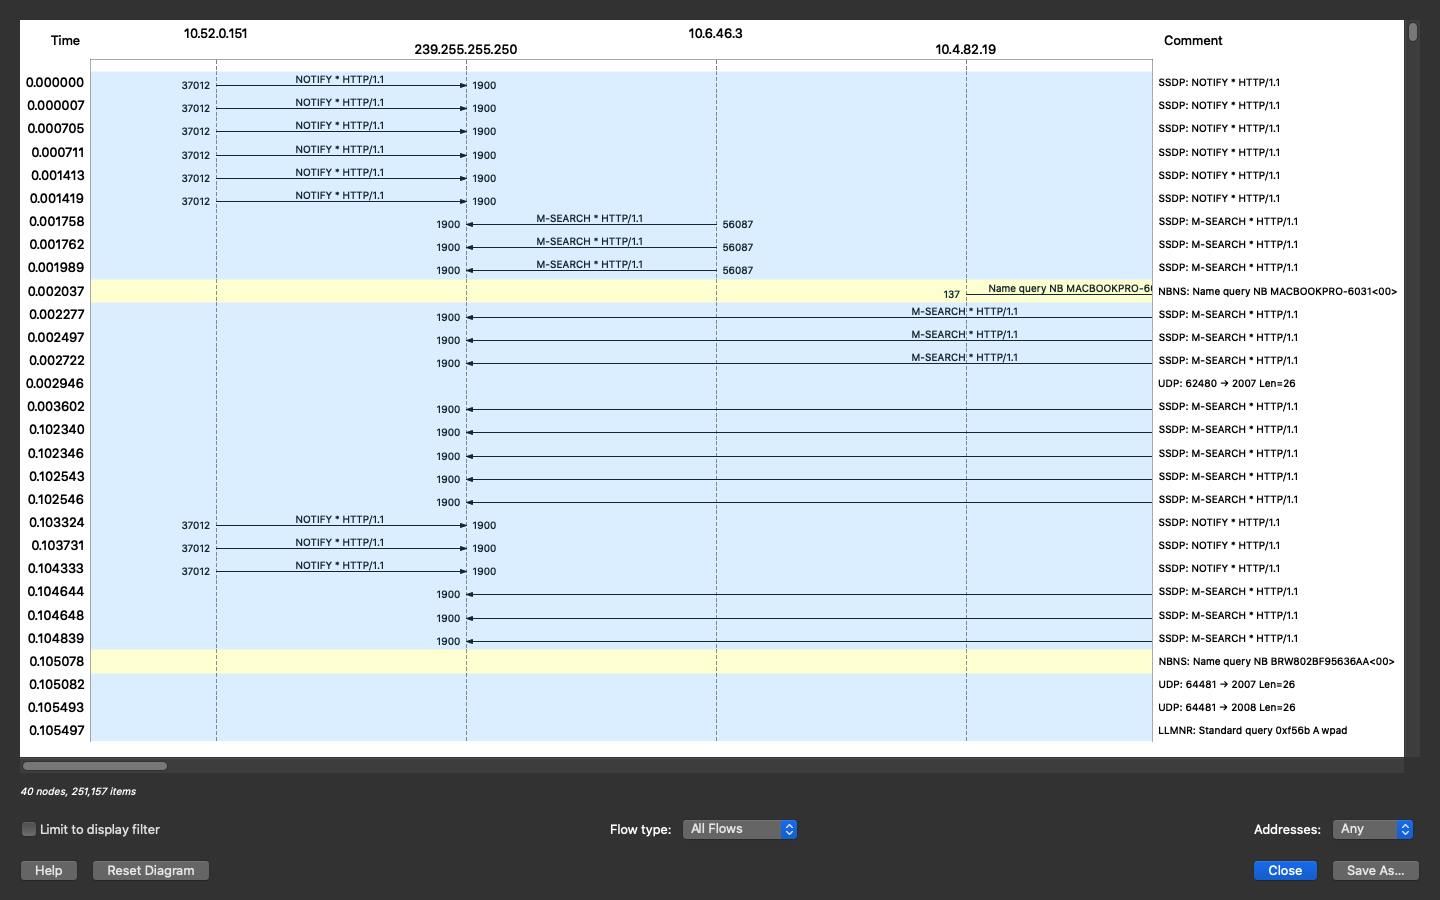 10.52.0.151 10.6.46.3
Time Comment
239.255.255.250 10.4.82.19
0.000000 37012 NOTIFY * HTTP/1.1 1900 SSDP: NOTIFY * HTTP/1.1
0.000007 37012 NOTIFY * HTTP/1.1 1900 SSDP: NOTIFY * HTTP/1.1
0.000705 37012 NOTIFY * HTTP/1.1 1900 SSDP: NOTIFY * HTTP/1.1
0.000711 37012 NOTIFY * HTTP/1.1 1900 SSDP: NOTIFY * HTTP/1.1
0.001413 37012 NOTIFY * HTTP/1.1 1900 SSDP: NOTIFY * HTTP/1.1
0.001419 37012 NOTIFY * HTTP/1.1 1900 SSDP: NOTIFY * HTTP/1.1
0.001758 1900 M-SEARCH * HTTP/1.1 56087 SSDP: M-SEARCH * HTTP/1.1
0.001762 1900 M-SEARCH * HTTP/1.1 56087 SSDP: M-SEARCH * HTTP/1.1
0.001989 1900 M-SEARCH * HTTP/1.1 56087 SSDP: M-SEARCH * HTTP/1.1
0.002037 137 Name query NB MACBOOKPRO-60 NBNS: Name query NB MACBOOKPRO-6031<00>
0.002277 1900 M-SEARCH * HTTP/1.1 SSDP: M-SEARCH * HTTP/1.1
0.002497 1900 M-SEARCH * HTTP/1.1 SSDP: M-SEARCH * HTTP/1.1
0.002722 1900 M-SEARCH * HTTP/1.1 SSDP: M-SEARCH * HTTP/1.1
0.002946 UDP: 62480 → 2007 Len=26
0.003602 1900 SSDP: M-SEARCH * HTTP/1.1
0.102340 1900 SSDP: M-SEARCH * HTTP/1.1
0.102346 1900 SSDP: M-SEARCH * HTTP/1.1
0.102543 1900 SSDP: M-SEARCH * HTTP/1.1
0.102546 1900 SSDP: M-SEARCH * HTTP/1.1
0.103324 37012 NOTIFY * HTTP/1.1 1900 SSDP: NOTIFY * HTTP/1.1
0.103731 37012 NOTIFY * HTTP/1.1 1900 SSDP: NOTIFY * HTTP/1.1
0.104333 37012 NOTIFY * HTTP/1.1 1900 SSDP: NOTIFY * HTTP/1.1
0.104644 1900 SSDP: M-SEARCH * HTTP/1.1
0.104648 1900 SSDP: M-SEARCH * HTTP/1.1
0.104839 1900 SSDP: M-SEARCH * HTTP/1.1
0.105078 NBNS: Name query NB BRW802BF95636AA<00>
0.105082 UDP: 64481 → 2007 Len=26
0.105493 UDP: 64481 → 2008 Len=26
0.105497 LLMNR: Standard query 0xf56b A wpad
40 nodes, 251,157 items
Limit to display filter Flow type: All Flows Addresses: Any
Help Reset Diagram Close Save As...